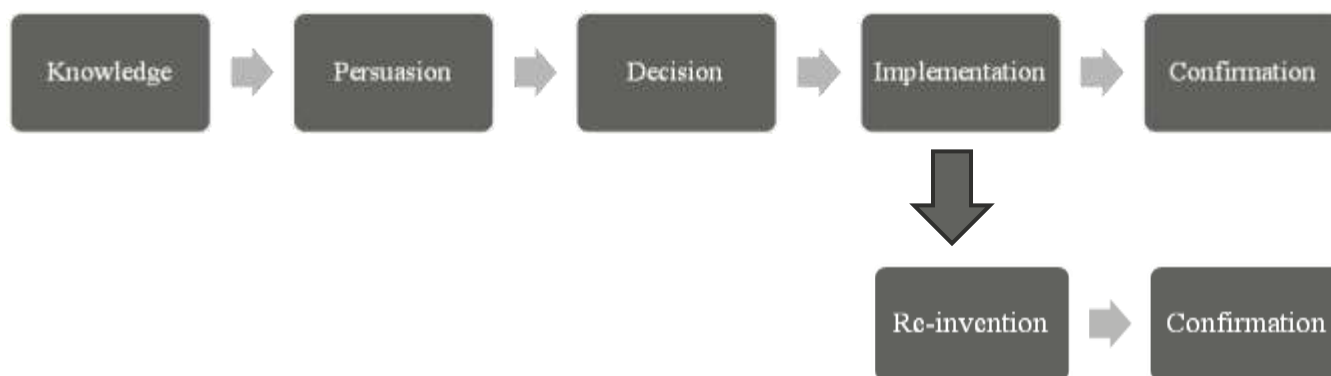 Knowledge
Persuasion
Decision
Implementation
Confirmation
Re-invention
Confirmation